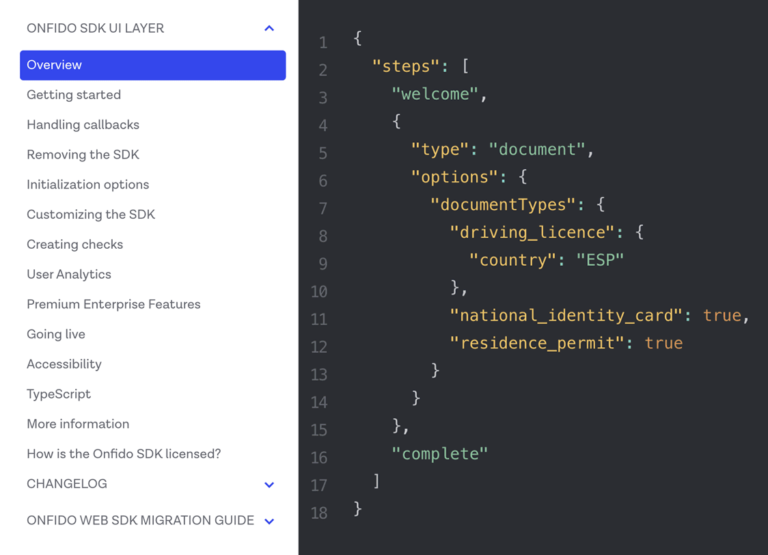 ONFIDO SDK UI LAYER
Overview
Getting started
Handling callbacks
Removing the SDK
Initialization options
Customizing the SDK
Creating checks
User Analytics
Premium Enterprise Features
Going live
Accessibility
TypeScript
More information
How is the Onfido SDK licensed?
CHANGELOG
ONFIDO WEB SDK MIGRATION GUIDE
1 {
2 "steps": [
3 "welcome",
4 {
5 "type": "document",
6 "options": {
7 "documentTypes": {
8 "driving_licence": {
9 "country": "ESP"
10 },
11 "national_identity_card": true,
12 "residence_permit": true
13 }
14 }
15 },
16 "complete"
17 ]
18 }